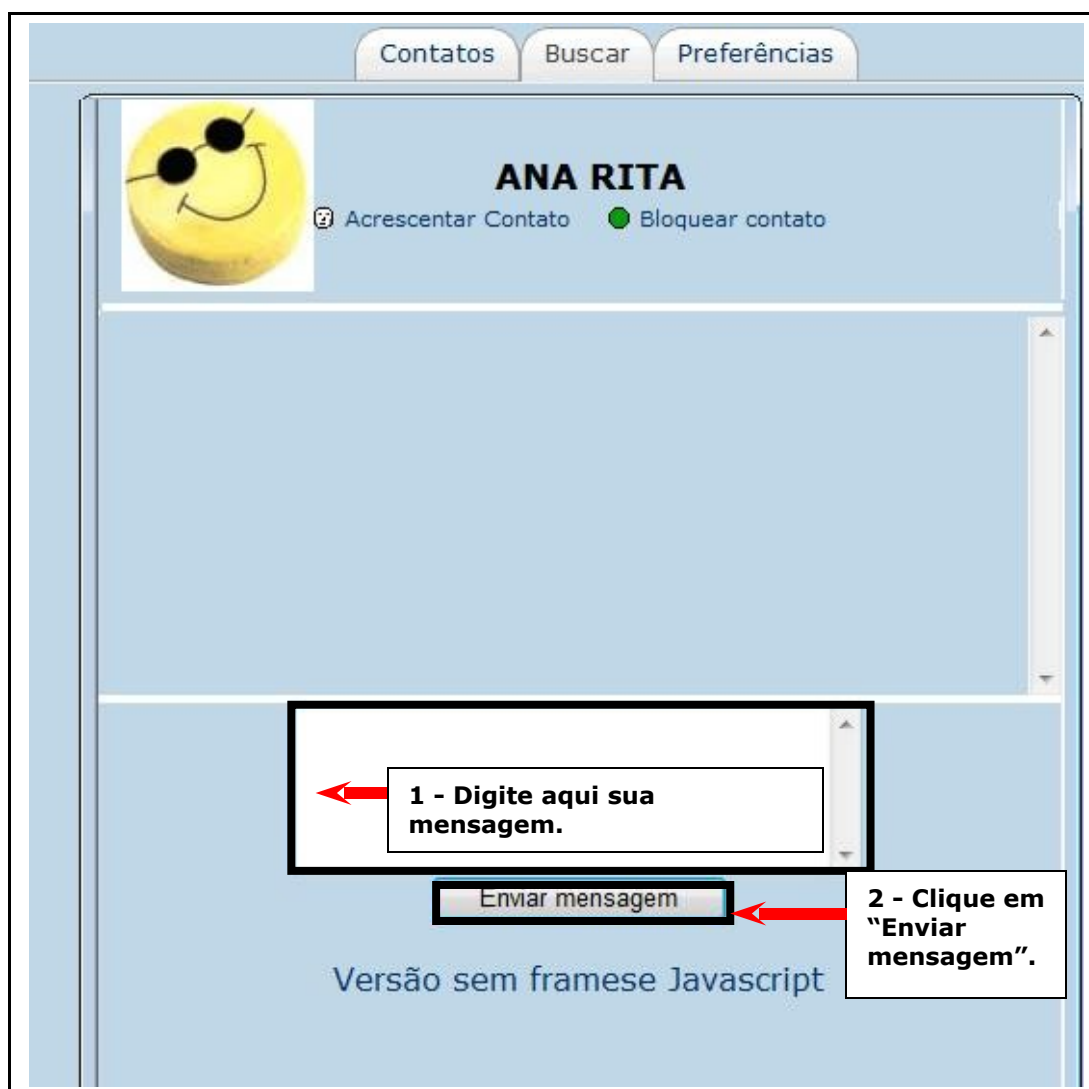 Contatos Buscar Preferências
ANA RITA
Acrescentar Contato Bloquear contato
1 - Digite aqui sua
mensagem.
Enviar mensagem
2 - Clique em
“Enviar
mensagem”.
Versão sem framese Javascript